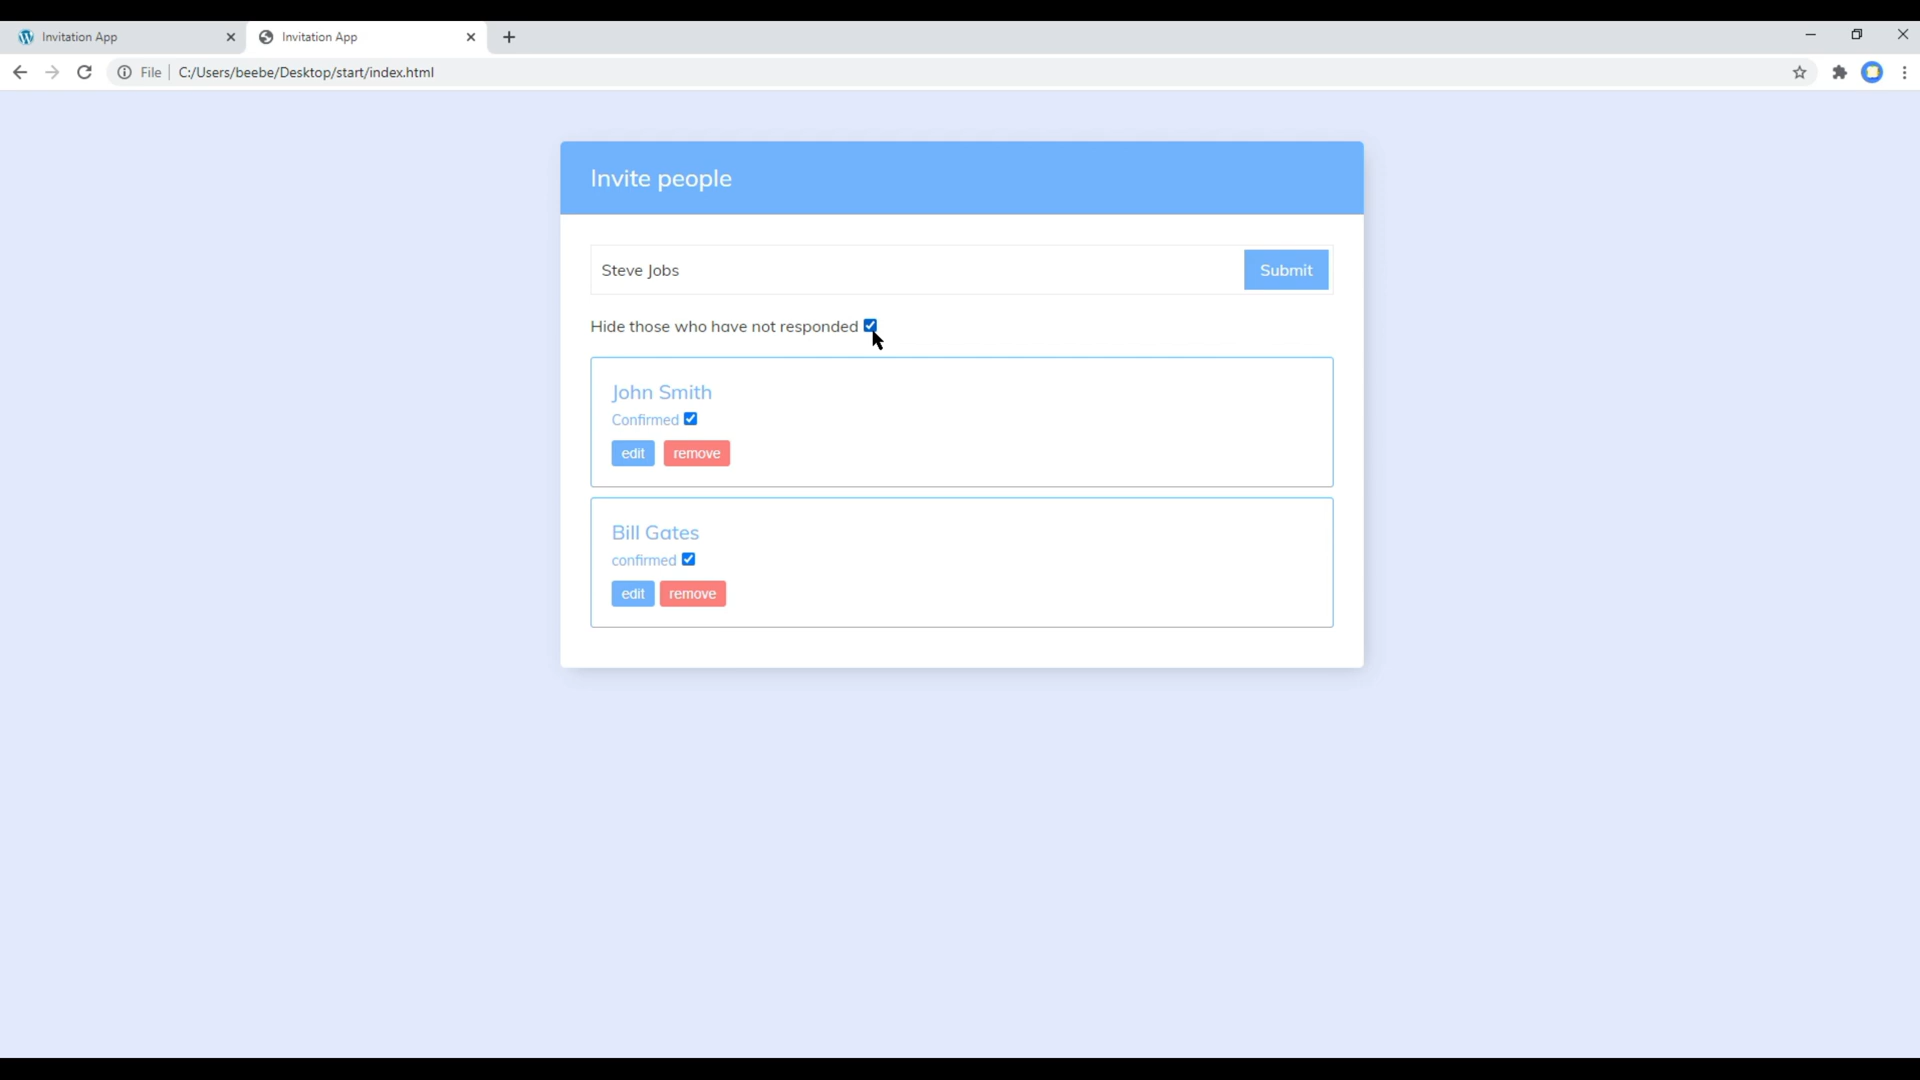 Invitation App
Invitation App
File C:/Users/beebe/Desktop/start/index.html
Invite people
Steve Jobs Submit
Hide those who have not responded
John Smith
Confirmed
edit remove
Bill Gates
confirmed
edit remove